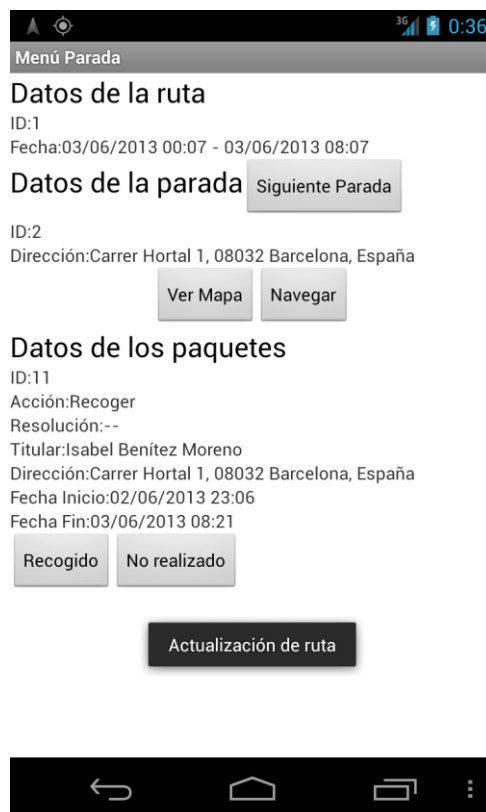 3G 0:36
Menú Parada
Datos de la ruta
ID:1
Fecha:03/06/2013 00:07 - 03/06/2013 08:07
Datos de la parada Siguiente Parada
ID:2
Dirección:Carrer Hortal 1, 08032 Barcelona, España
Ver Mapa Navegar
Datos de los paquetes
ID:11
Acción:Recoger
Resolución:--
Titular:Isabel Benítez Moreno
Dirección:Carrer Hortal 1, 08032 Barcelona, España
Fecha Inicio:02/06/2013 23:06
Fecha Fin:03/06/2013 08:21
Recogido No realizado
Actualización de ruta